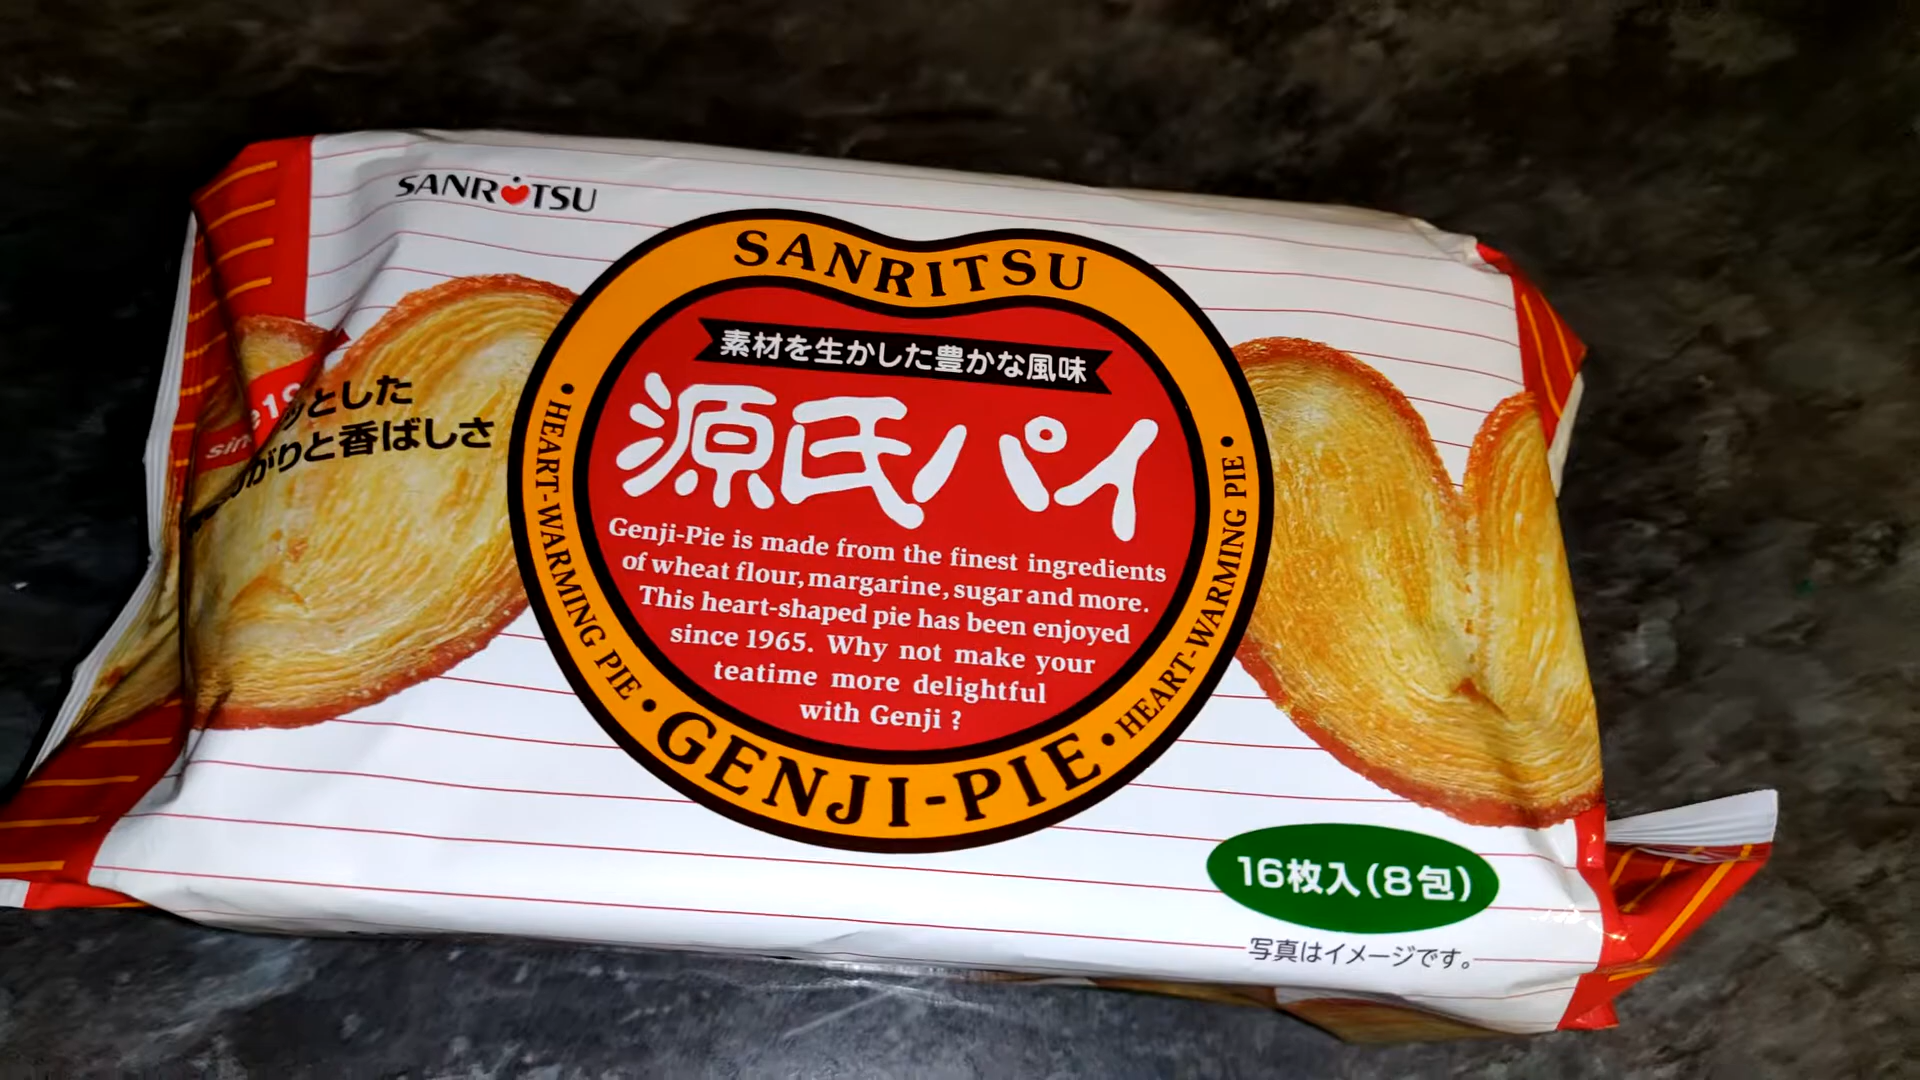 SANRITSU
SANRITSU
素材を生かした豊かな風味
源氏パイ
Genji-Pie is made from the finest ingredients
of wheat flour, margarine, sugar and more.
This heart-shaped pie has been enjoyed
since 1965. Why not make your
teatime more delightful
with Genji ?
• HEART-WARMING PIE •
GENJI-PIE
• HEART-WARMING PIE •
ッとした
がりと香ばしさ
16枚入(8包)
写真はイメージです。